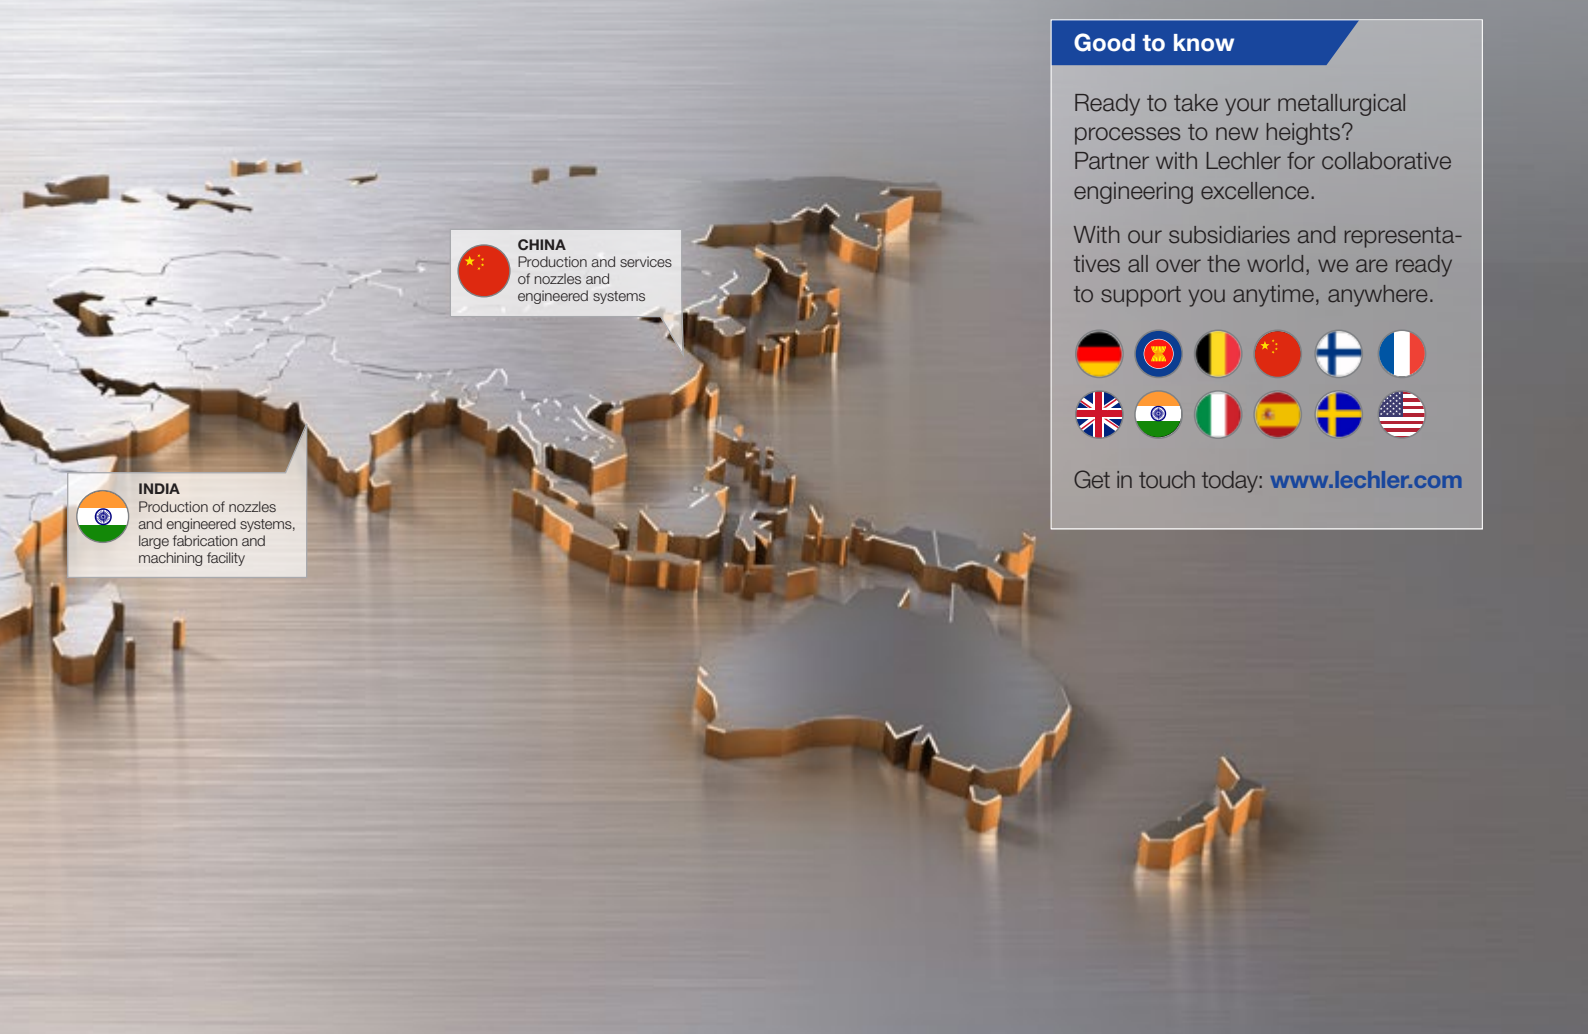 Good to know
Ready to take your metallurgical
processes to new heights?
Partner with Lechler for collaborative
engineering excellence.
With our subsidiaries and representa-
tives all over the world, we are ready
to support you anytime, anywhere.
Get in touch today: www.lechler.com
CHINA
Production and services
of nozzles and
engineered systems
INDIA
Production of nozzles
and engineered systems,
large fabrication and
machining facility